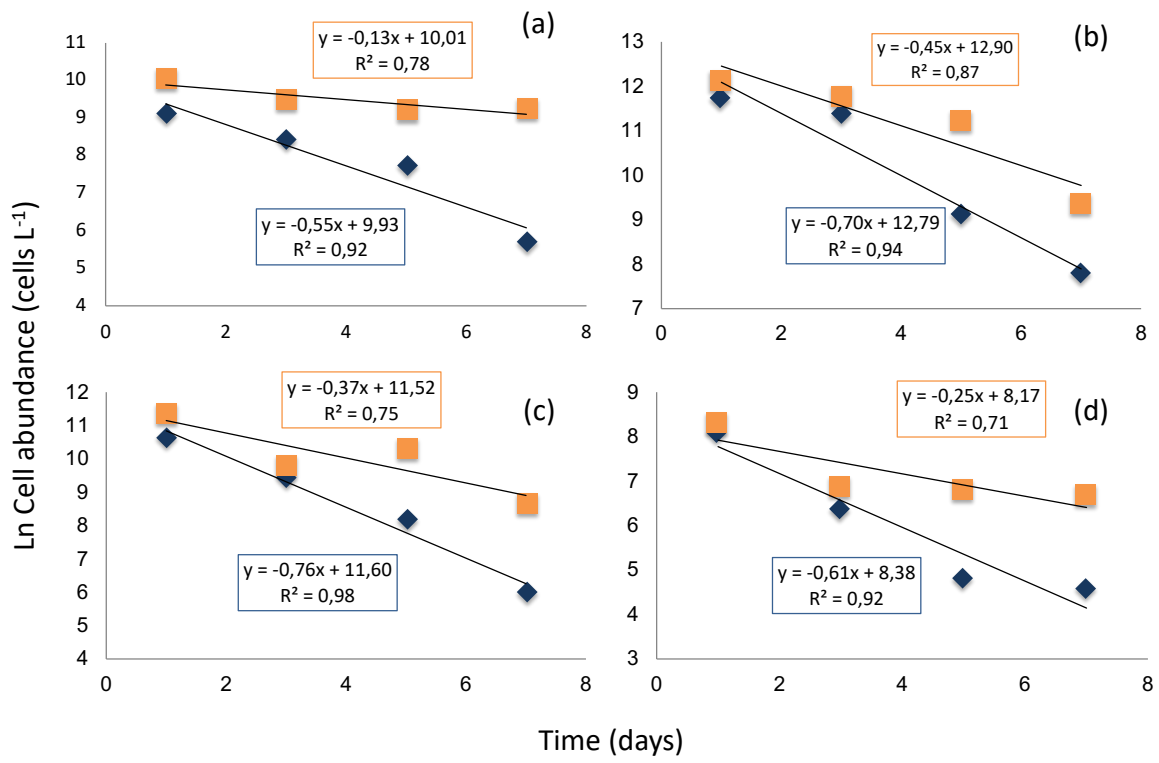 Ln Cell abundance (cells L⁻¹)
(a)
y = -0,13x + 10,01
R² = 0,78
y = -0,55x + 9,93
R² = 0,92
11
10
9
8
7
6
5
4
0 2 4 6 8
(b)
y = -0,45x + 12,90
R² = 0,87
y = -0,70x + 12,79
R² = 0,94
13
12
11
10
9
8
7
0 2 4 6 8
(c)
y = -0,37x + 11,52
R² = 0,75
y = -0,76x + 11,60
R² = 0,98
12
11
10
9
8
7
6
5
4
0 2 4 6 8
(d)
y = -0,25x + 8,17
R² = 0,71
y = -0,61x + 8,38
R² = 0,92
9
8
7
6
5
4
3
0 2 4 6 8
Time (days)